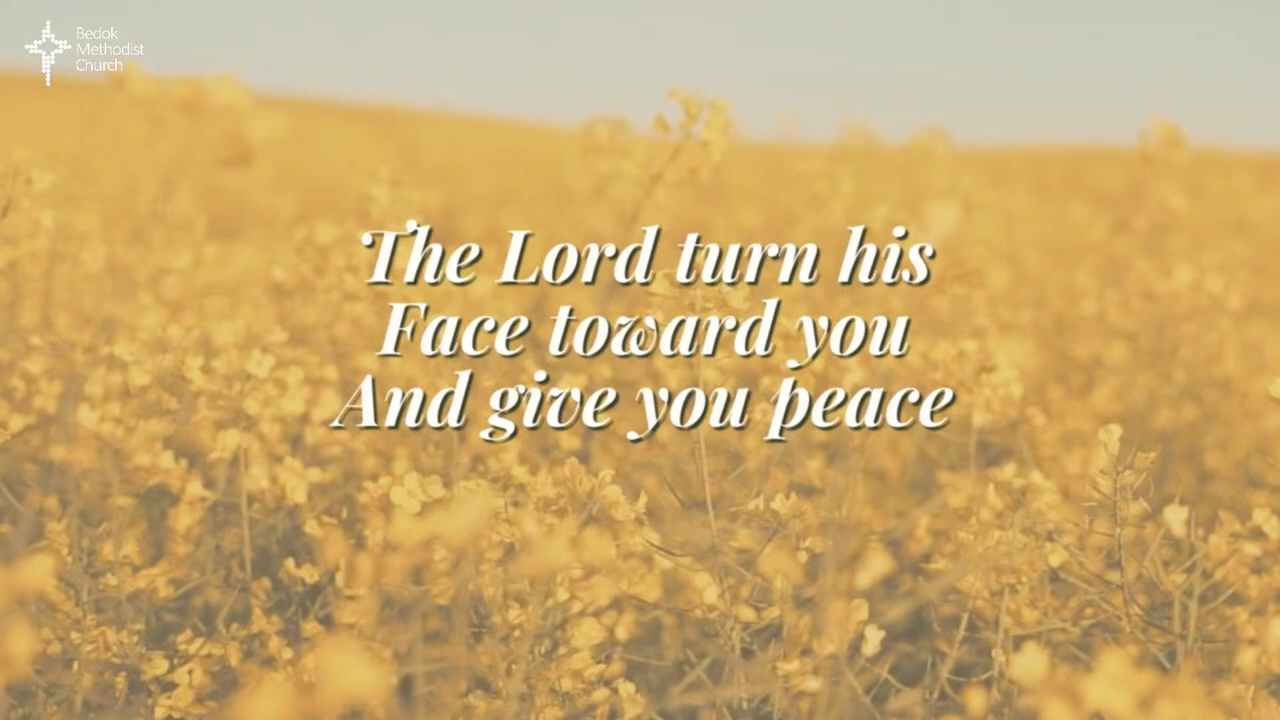 Bedok
Methodist
Church
The Lord turn his
Face toward you
And give you peace